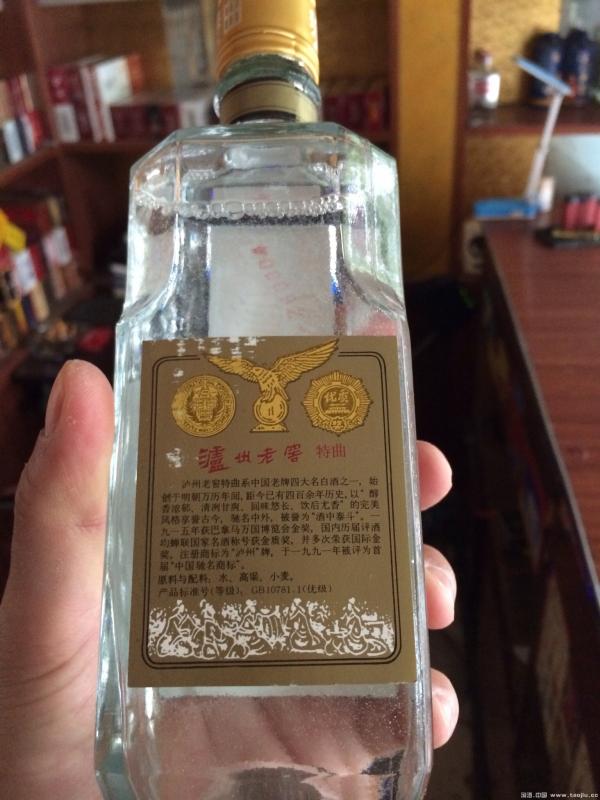 优质
泸州老窖 特曲
泸州老窖特曲系中国老牌四大名白酒之一，始
创于明朝万历年间，距今已有四百余年历史，以“醇
香浓郁、清洌甘爽、回味悠长、饮后尤香”的完美
风格享誉古今，驰名中外，被誉为“酒中泰斗”。一
九一五年获巴拿马万国博览会金奖，国内历届评酒
均蝉联国家名酒称号获金质奖，并多次荣获国际金
奖，注册商标为“泸州”牌，于一九九一年被评为首
届“中国驰名商标”。
原料与配料：水、高粱、小麦。
产品标准号(等级)：GB10781.1(优级)
www.taojiu.cc